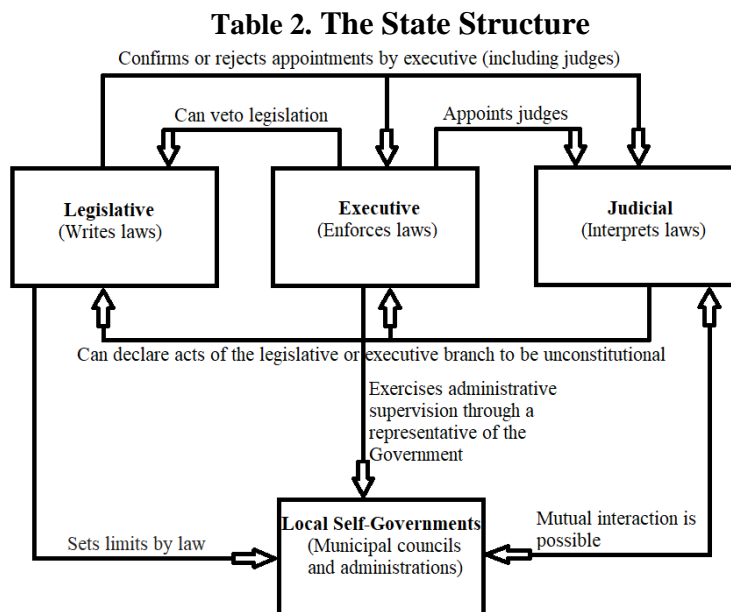 Table 2. The State Structure
Confirms or rejects appointments by executive (including judges)
Can veto legislation
Appoints judges
Legislative
(Writes laws)
Executive
(Enforces laws)
Judicial
(Interprets laws)
Can declare acts of the legislative or executive branch to be unconstitutional
Exercises administrative
supervision through a
representative of the
Government
Sets limits by law
Local Self-Governments
(Municipal councils
and administrations)
Mutual interaction is
possible